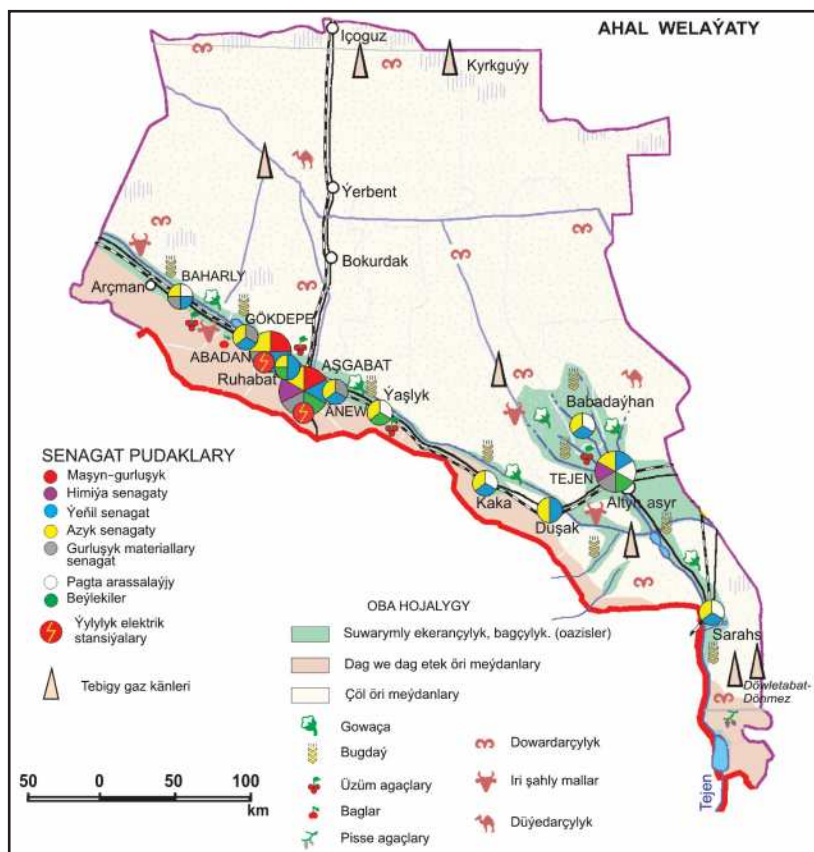 AHAL WELAÝATY
Içoguz
Kyrkguýy
Ýerbent
Bokurdak
Arçman
BAHARLY
GÖKDEPE
ABADAN
Ruhabat
AŞGABAT
ANEW
Ýaşlyk
Babadaýhan
TEJEN
Altyn asyr
Kaka
Duşak
Sarahs
Döwletabat-
Dönmez
Tejen
SENAGAT PUDAKLARY
Maşyn-gurluşyk
Himiýa senagaty
Ýeňil senagat
Azyk senagaty
Gurluşyk materiallary
senagat
Pagta arassalaýjy
Beýlekiler
Ýylylyk elektrik
stansiýalary
Tebigy gaz känleri
50 0 50 100
km
OBA HOJALYGY
Suwarymly ekerançylyk, bagçylyk. (oazisler)
Dag we dag etek öri meýdanlary
Çöl öri meýdanlary
Gowaça
Bugdaý
Üzüm agaçlary
Baglar
Pisse agaçlary
Dowardarçylyk
Iri şahly mallar
Düýedarçylyk